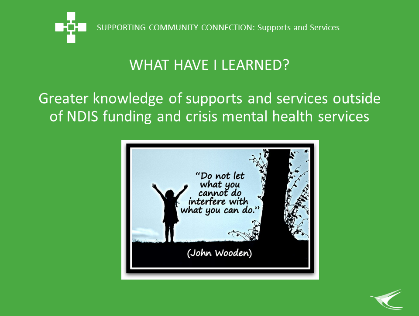 SUPPORTING COMMUNITY CONNECTION: Supports and Services
WHAT HAVE I LEARNED?
Greater knowledge of supports and services outside
of NDIS funding and crisis mental health services
"Do not let
what you
cannot do
interfere with
what you can do."
(John Wooden)